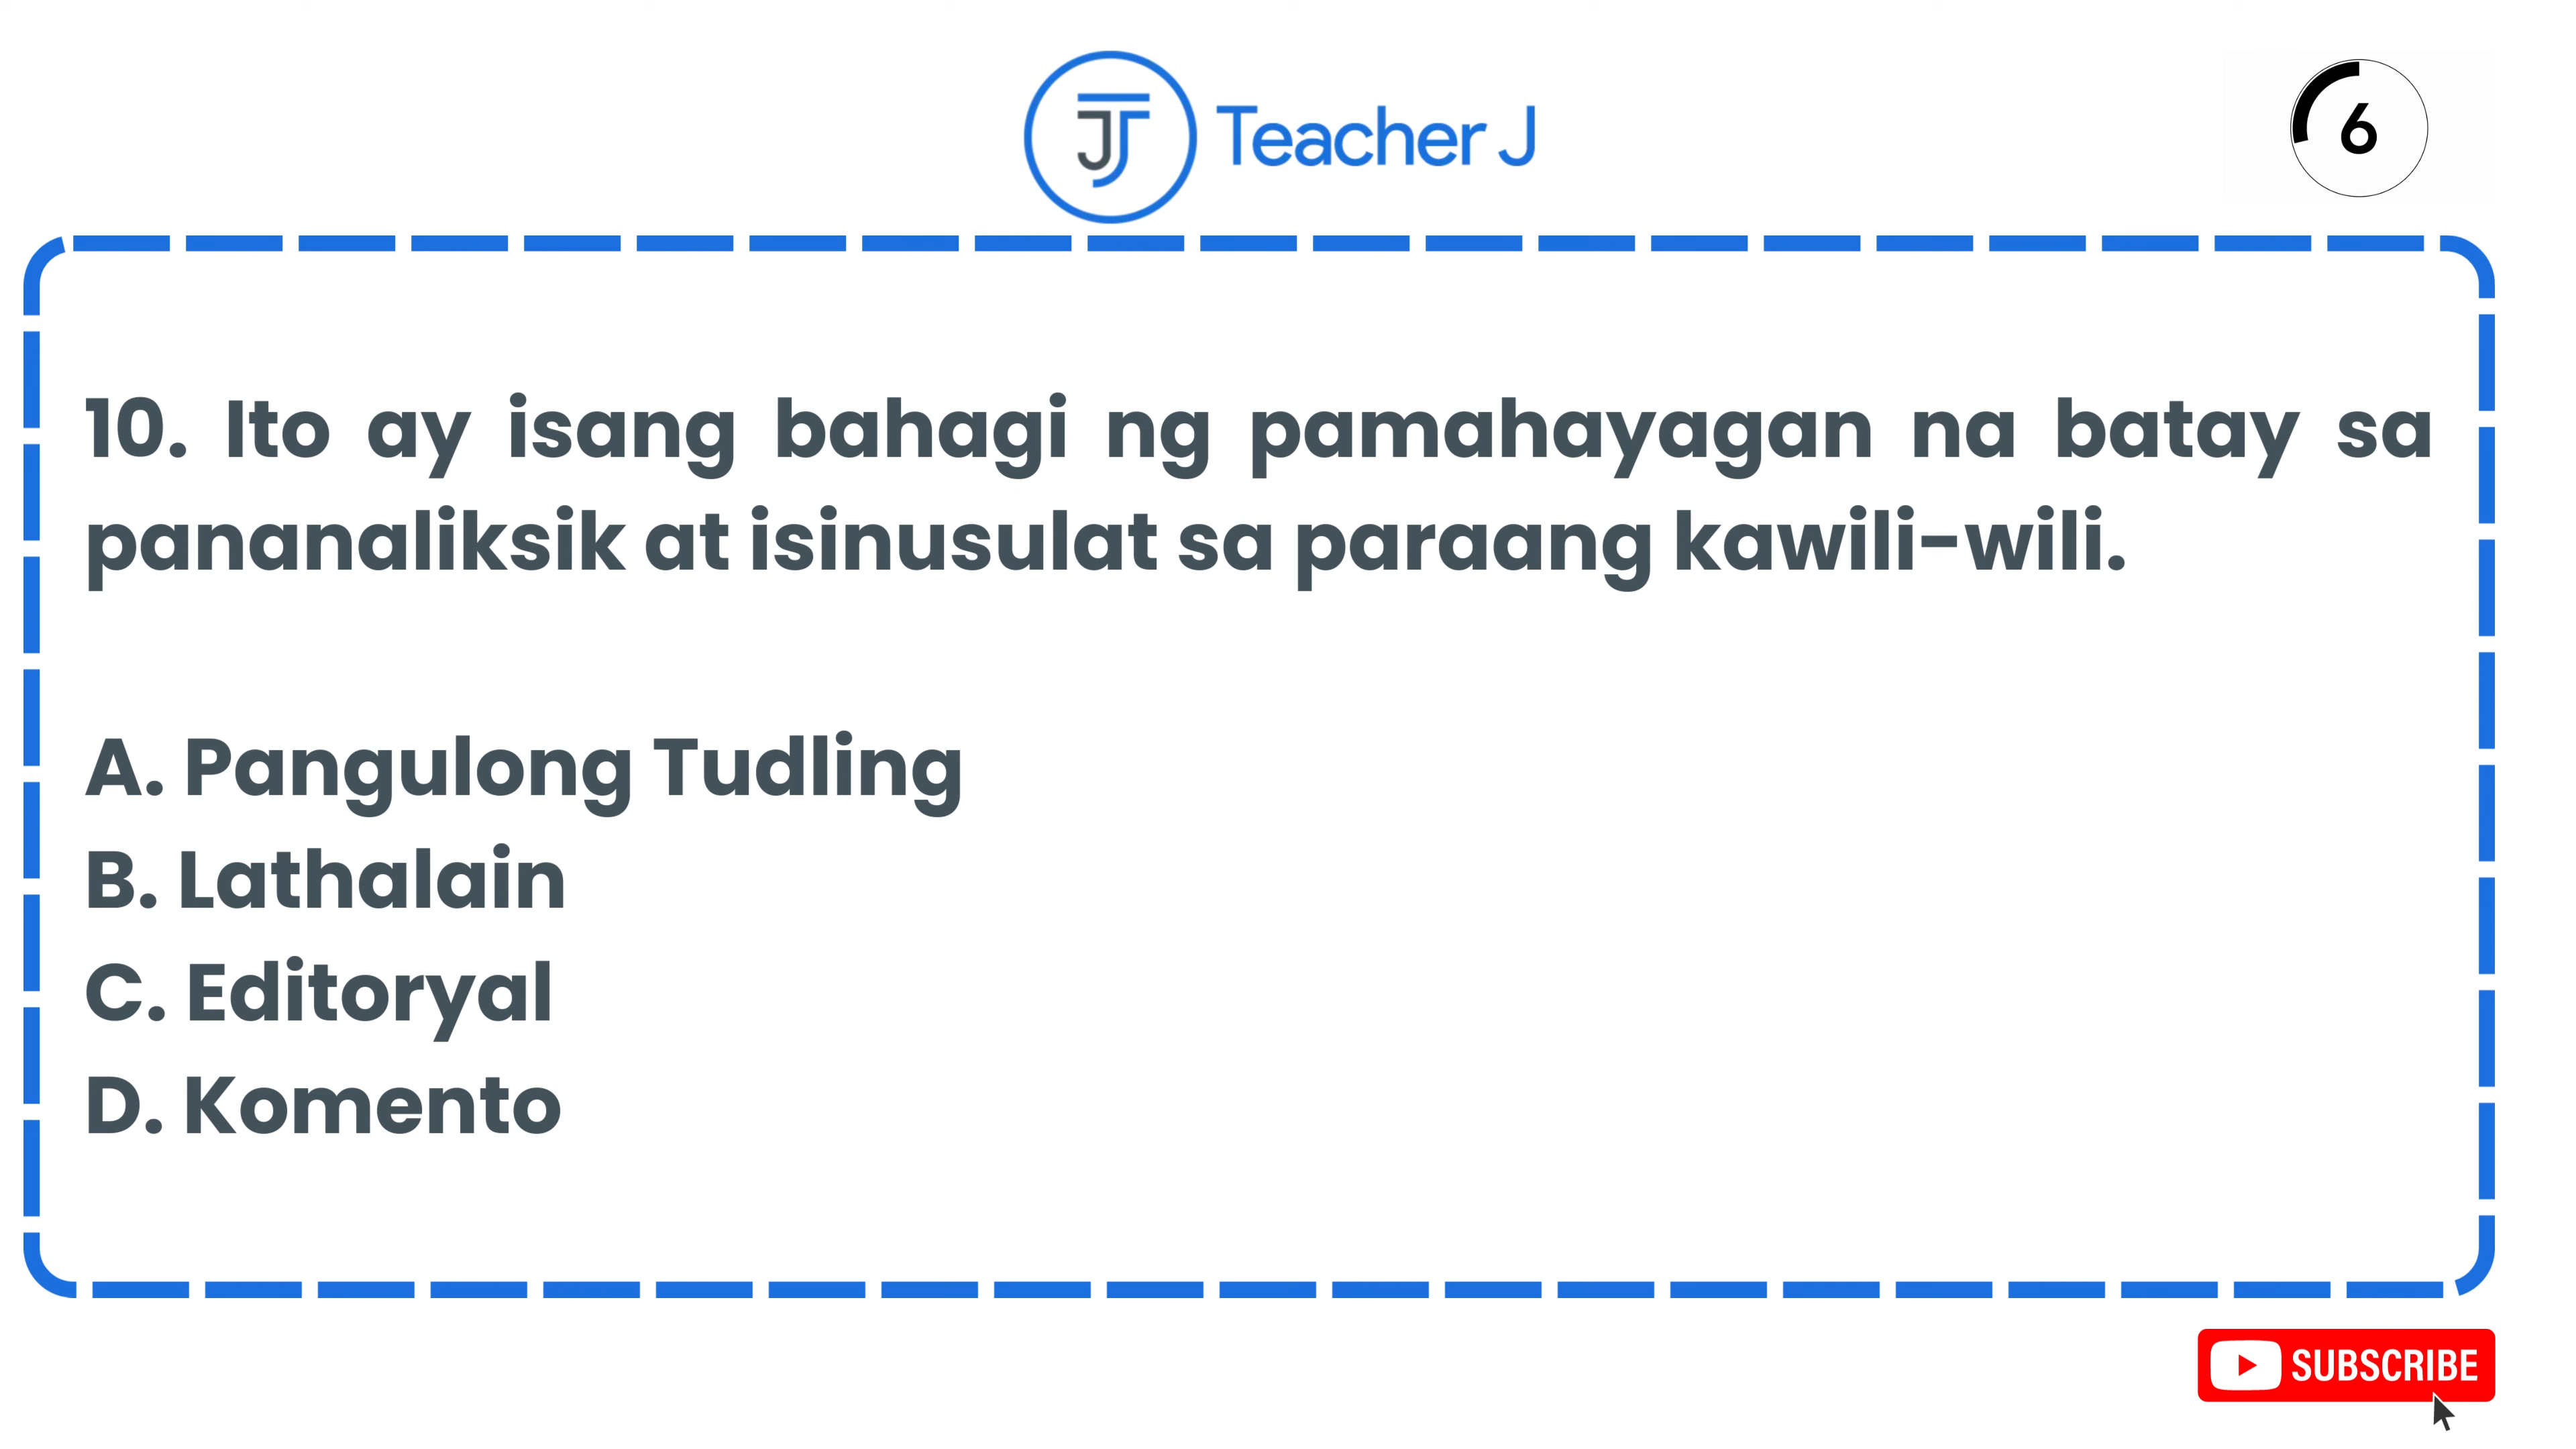 Teacher J
6
10. Ito ay isang bahagi ng pamahayagan na batay sa
pananaliksik at isinusulat sa paraang kawili-wili.
A. Pangulong Tudling
B. Lathalain
C. Editoryal
D. Komento
SUBSCRIBE